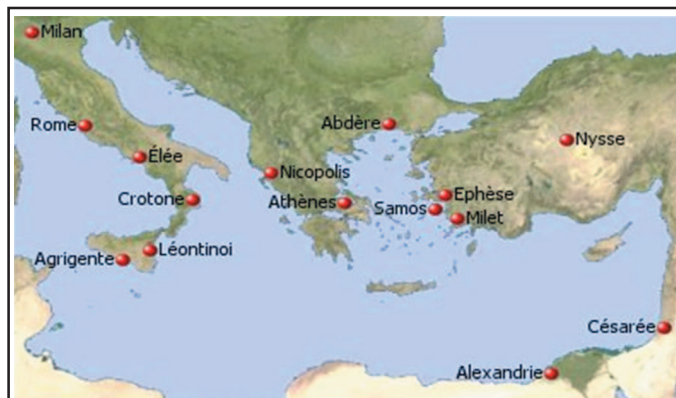 Milan
Rome
Abdère
Nysse
Élée
Nicopolis
Crotone
Athènes
Ephèse
Samos
Milet
Léontinoi
Agrigente
Césarée
Alexandrie